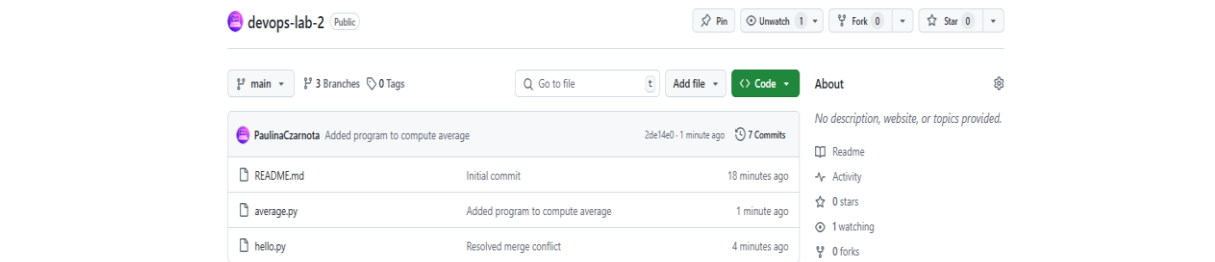 devops-lab-2 Public Pin Unwatch 1 Fork 0 Star 0
main 3 Branches 0 Tags Go to file t Add file Code About
No description, website, or topics provided.
PaulinaCzarnota Added program to compute average 2de14e0 · 1 minute ago 7 Commits
Readme
README.md Initial commit 18 minutes ago
Activity
0 stars
average.py Added program to compute average 1 minute ago
1 watching
hello.py Resolved merge conflict 4 minutes ago
0 forks